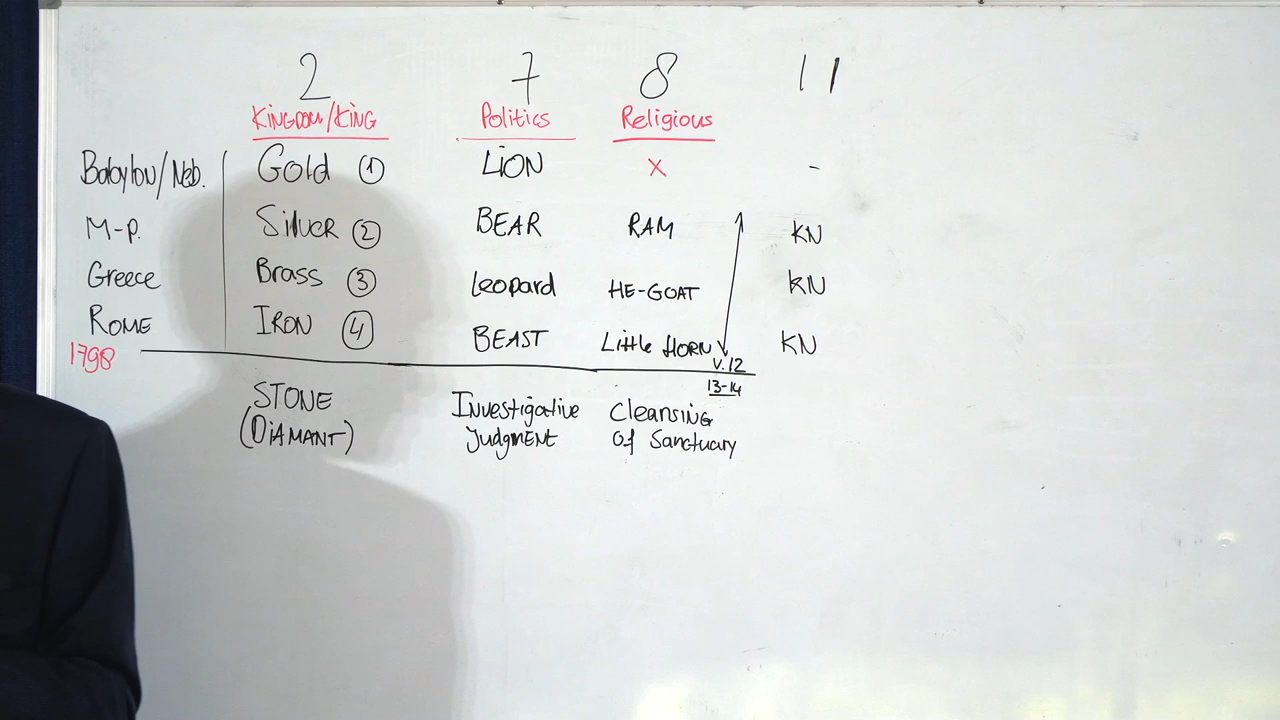 2 7 8 11
Kingdom/King Politics Religious
Babylon/Neb. Gold ① Lion X -
M-P. Silver ② BEAR RAM KN
Greece Brass ③ Leopard HE-GOAT KN
ROME IRON ④ BEAST Little HORN KN
1798 V.12
13-14
STONE Investigative Cleansing
(DIAMANT) Judgment Of Sanctuary